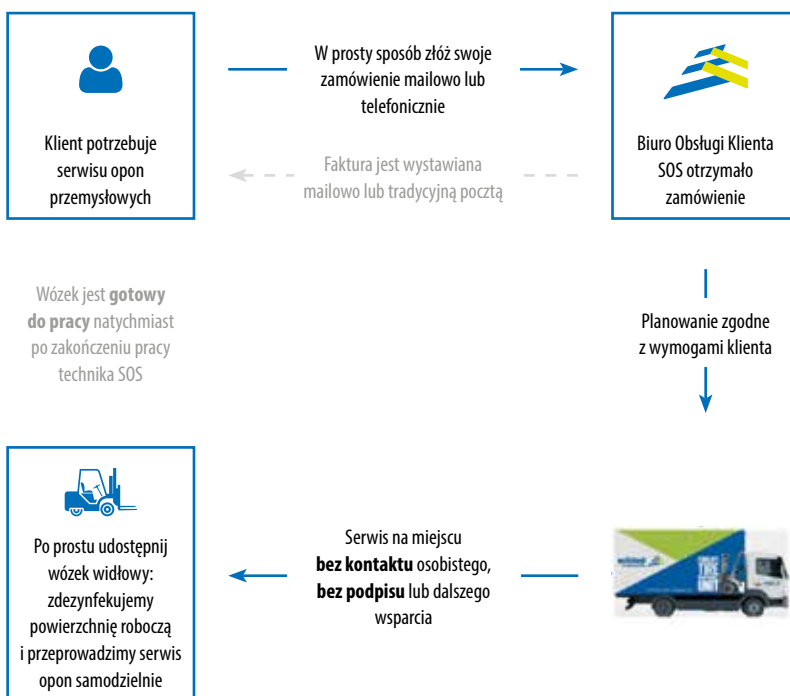 Klient potrzebuje
serwisu opon
przemysłowych
W prosty sposób złóż swoje
zamówienie mailowo lub
telefonicznie
Faktura jest wystawiana
mailowo lub tradycyjną pocztą
Biuro Obsługi Klienta
SOS otrzymało
zamówienie
Planowanie zgodne
z wymogami klienta
Serwis na miejscu
bez kontaktu osobistego,
bez podpisu lub dalszego
wsparcia
Po prostu udostępnij
wózek widłowy:
zdezynfekujemy
powierzchnię roboczą
i przeprowadzimy serwis
opon samodzielnie
Wózek jest gotowy
do pracy natychmiast
po zakończeniu pracy
technika SOS